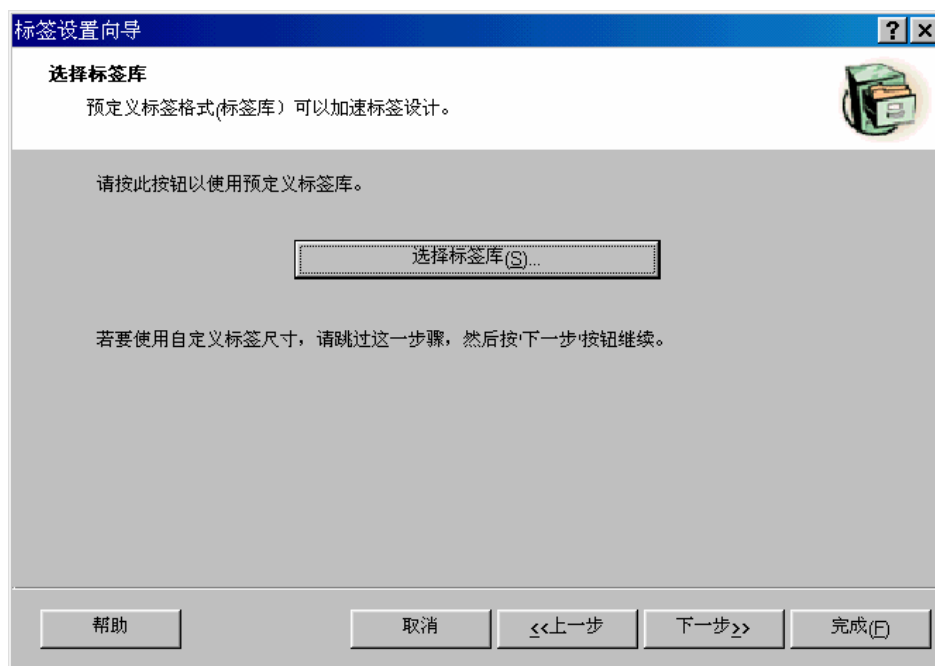 标签设置向导
选择标签库
预定义标签格式(标签库）可以加速标签设计。
请按此按钮以使用预定义标签库。
选择标签库(S)...
若要使用自定义标签尺寸，请跳过这一步骤，然后按'下一步'按钮继续。
帮助 取消 <<上一步 下一步>> 完成(F)